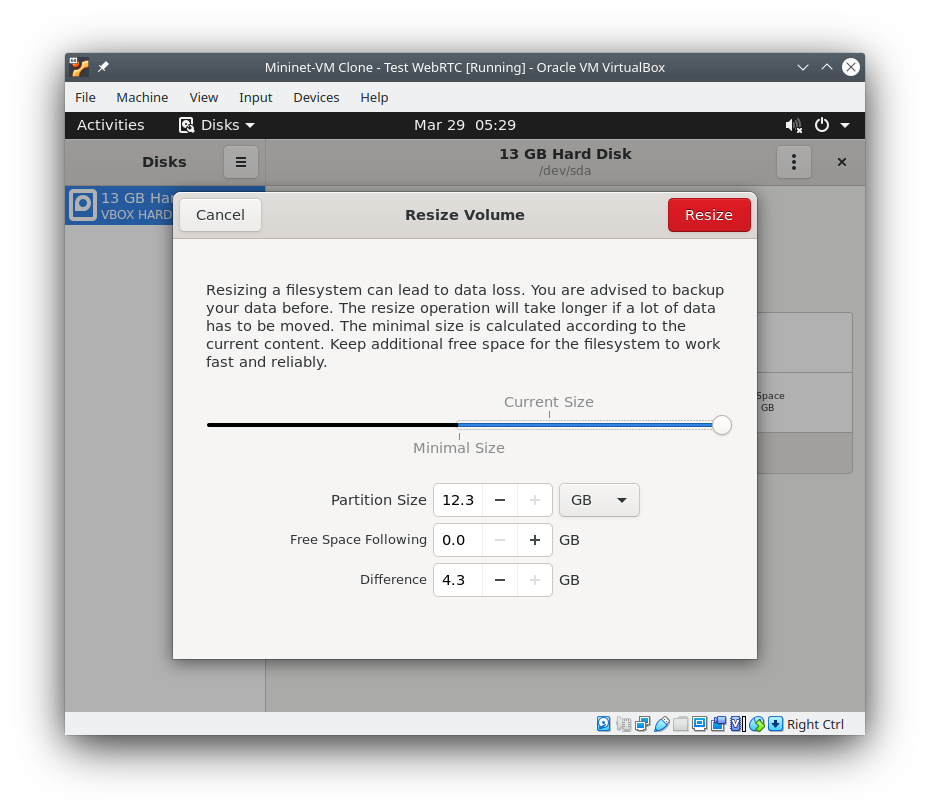 Mininet-VM Clone - Test WebRTC [Running] - Oracle VM VirtualBox
File Machine View Input Devices Help
Activities Disks Mar 29 05:29
Disks 13 GB Hard Disk
/dev/sda
13 GB Har
VBOX HARD
Cancel Resize Volume Resize
Resizing a filesystem can lead to data loss. You are advised to backup
your data before. The resize operation will take longer if a lot of data
has to be moved. The minimal size is calculated according to the
current content. Keep additional free space for the filesystem to work
fast and reliably.
Current Size
Minimal Size
Space
GB
Partition Size 12.3 − + GB
Free Space Following 0.0 − + GB
Difference 4.3 − + GB
Right Ctrl